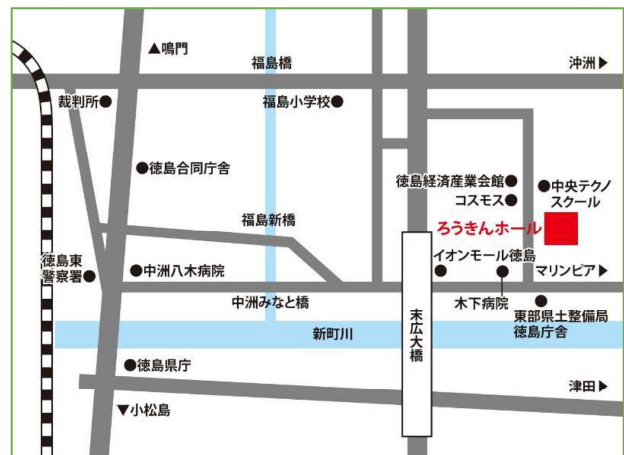 ▲鳴門
福島橋
沖洲▶
裁判所
福島小学校
徳島合同庁舎
徳島経済産業会館
コスモス
中央テクノ
スクール
福島新橋
ろうきんホール
徳島東
警察署
中洲八木病院
イオンモール徳島
マリンピア▶
中洲みなと橋
木下病院
東部県土整備局
徳島庁舎
末広大橋
新町川
徳島県庁
津田▶
▼小松島